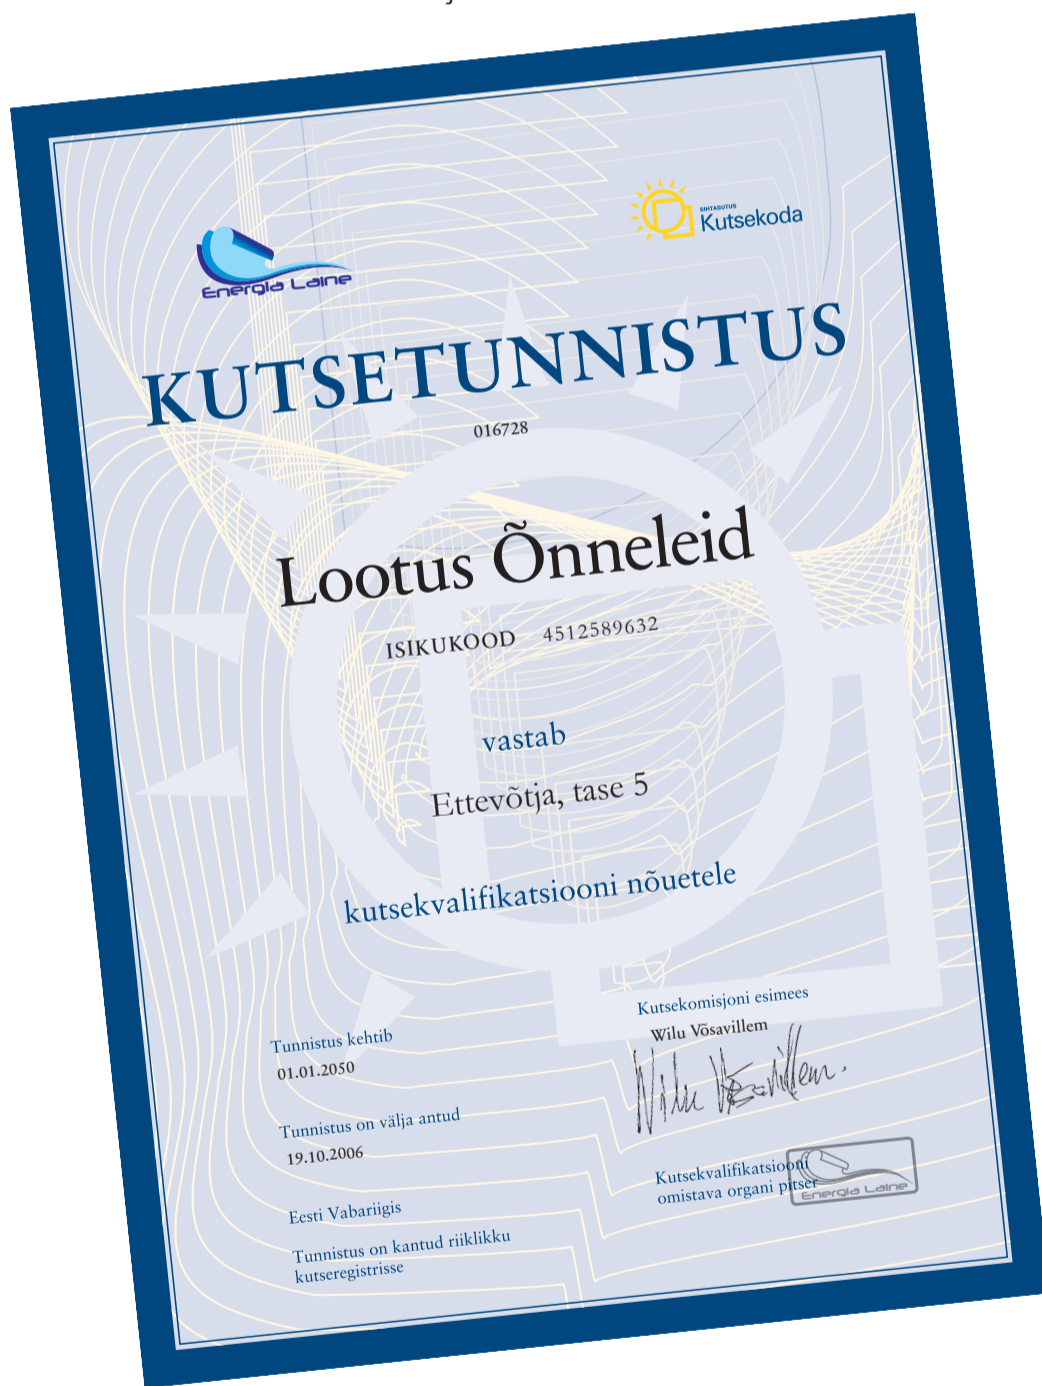 Energia Laine
SIHTASUTUS
Kutsekoda
KUTSETUNNISTUS
016728
Lootus Õnneleid
ISIKUKOOD 4512589632
vastab
Ettevõtja, tase 5
kutsekvalifikatsiooni nõuetele
Tunnistus kehtib
01.01.2050
Tunnistus on välja antud
19.10.2006
Eesti Vabariigis
Tunnistus on kantud riiklikku
kutseregistrisse
Kutsekomisjoni esimees
Wilu Võsavillem
Wilu Võsavillem.
Kutsekvalifikatsiooni
omistava organi pitser
Energia Laine